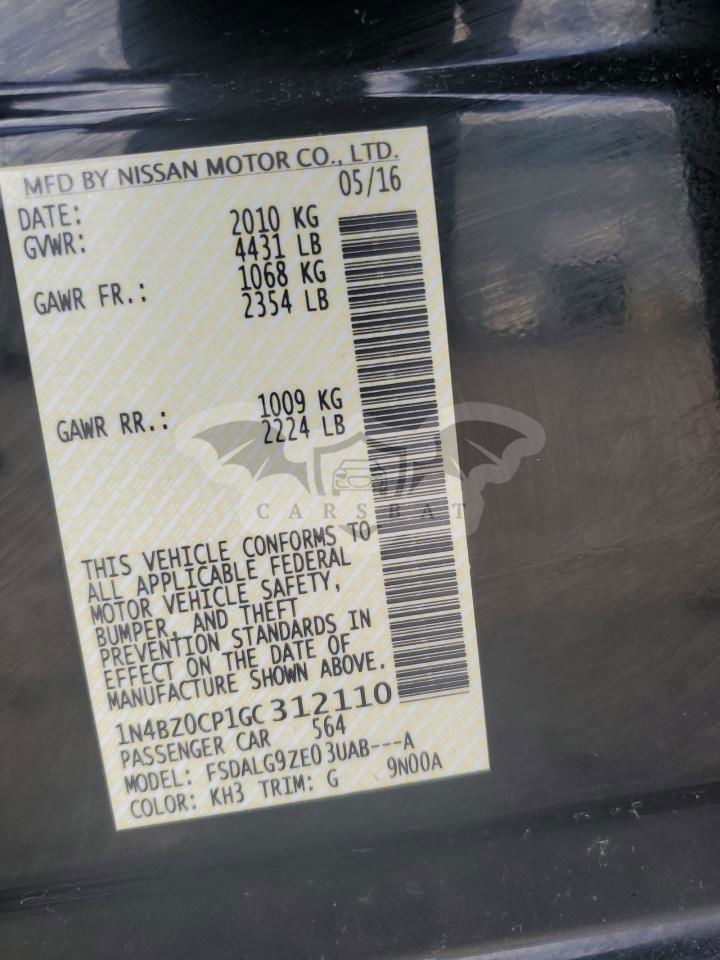 MFD BY NISSAN MOTOR CO., LTD.
DATE: 05/16
GVWR: 2010 KG
4431 LB
GAWR FR.: 1068 KG
2354 LB
GAWR RR.: 1009 KG
2224 LB
CARSBAT
THIS VEHICLE CONFORMS TO
ALL APPLICABLE FEDERAL
MOTOR VEHICLE SAFETY,
BUMPER, AND THEFT
PREVENTION STANDARDS IN
EFFECT ON THE DATE OF
MANUFACTURE SHOWN ABOVE.
1N4BZ0CP1GC312110
PASSENGER CAR 564
MODEL: FSDALG9ZE03UAB---A
COLOR: KH3 TRIM: G 9N00A